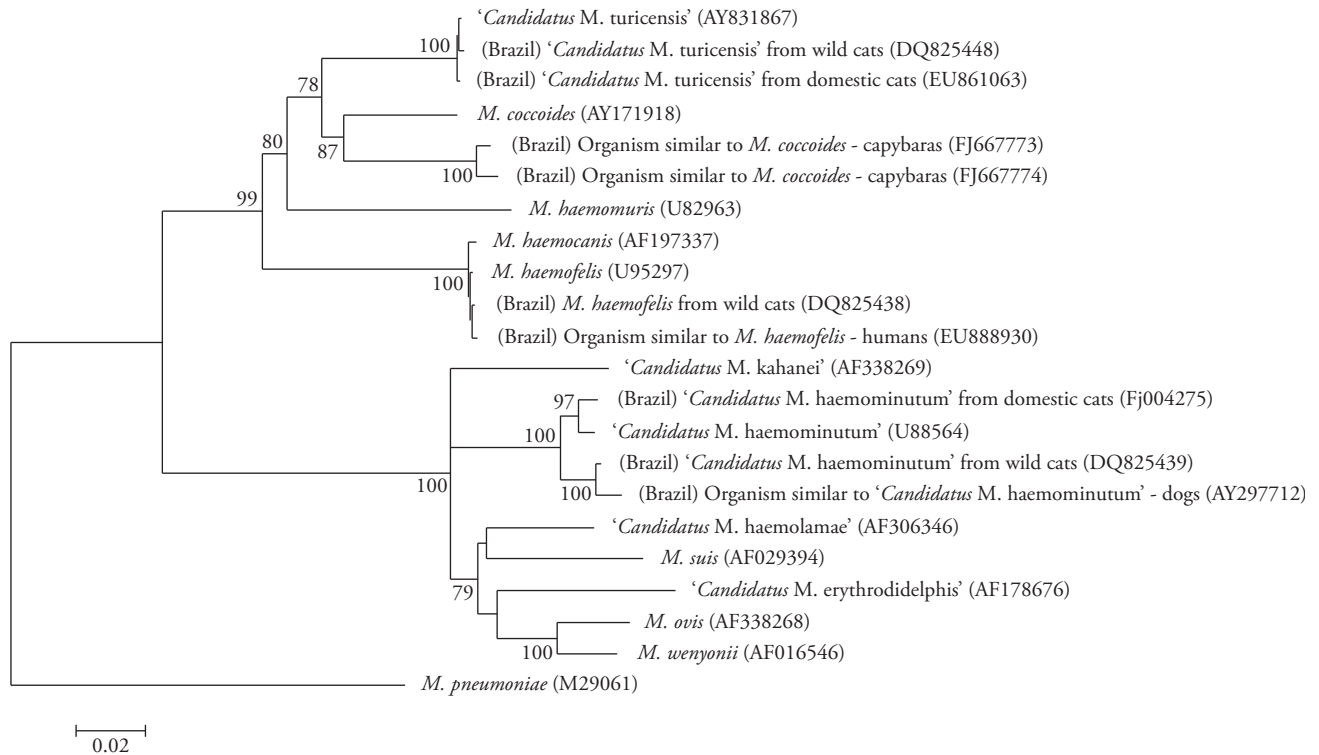 ‘Candidatus M. turicensis’ (AY831867)
100
(Brazil) ‘Candidatus M. turicensis’ from wild cats (DQ825448)
(Brazil) ‘Candidatus M. turicensis’ from domestic cats (EU861063)
78
M. coccoides (AY171918)
80
87
(Brazil) Organism similar to M. coccoides - capybaras (FJ667773)
100
(Brazil) Organism similar to M. coccoides - capybaras (FJ667774)
99
M. haemomuris (U82963)
M. haemocanis (AF197337)
M. haemofelis (U95297)
100
(Brazil) M. haemofelis from wild cats (DQ825438)
(Brazil) Organism similar to M. haemofelis - humans (EU888930)
‘Candidatus M. kahanei’ (AF338269)
97
(Brazil) ‘Candidatus M. haemominutum’ from domestic cats (Fj004275)
100
‘Candidatus M. haemominutum’ (U88564)
(Brazil) ‘Candidatus M. haemominutum’ from wild cats (DQ825439)
100
100
(Brazil) Organism similar to ‘Candidatus M. haemominutum’ - dogs (AY297712)
‘Candidatus M. haemolamae’ (AF306346)
M. suis (AF029394)
79
‘Candidatus M. erythrodidelphis’ (AF178676)
M. ovis (AF338268)
100
M. wenyonii (AF016546)
M. pneumoniae (M29061)
0.02